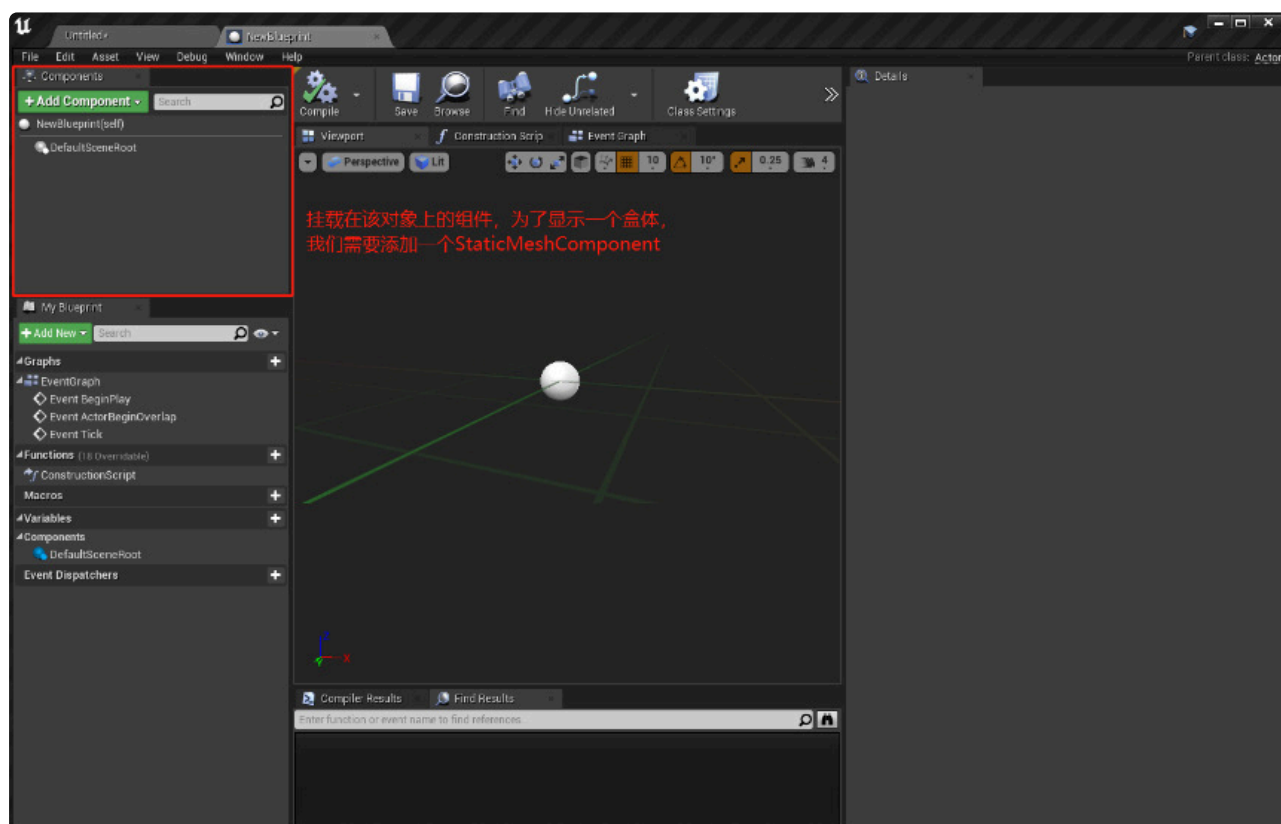 Untitled*
NewBlueprint
File Edit Asset View Debug Window Help
Parent class: Actor
Components
+Add Component
Search
NewBlueprint(self)
DefaultSceneRoot
Compile
Save
Browse
Find
Hide Unrelated
Class Settings
Details
Viewport
Construction Scrip
Event Graph
Perspective
Lit
10
10°
0.25
4
挂载在该对象上的组件，为了显示一个盒体，
我们需要添加一个StaticMeshComponent
My Blueprint
+Add New
Search
Graphs
EventGraph
Event BeginPlay
Event ActorBeginOverlap
Event Tick
Functions (18 Overridable)
ConstructionScript
Macros
Variables
Components
DefaultSceneRoot
Event Dispatchers
Z
X
Y
Compiler Results
Find Results
Enter function or event name to find references...